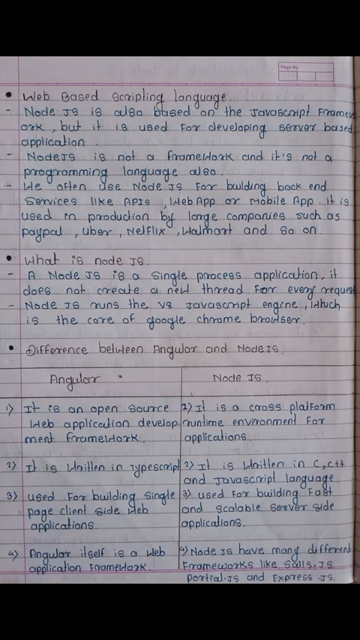 Page No.
• Web Based Scripting language.
- Node JS is also based on the Javascript Framew
ork, but it is used for developing server based
application.
- NodeJS is not a framework and it's not a
programming language also.
- We often use Node JS for building back end
Services like APIs, Web App or Mobile App. It is
used in production by large companies such as
paypal, uber, Netflix, Walmart and so on.
• What is node JS.
- A Node JS is a single process application, it
does not create a new thread for every request
- Node JS runs the V8 Javascript engine, which
is the core of google chrome browser.
• Difference between Angular and NodeJS.
Angular Node JS.
1) It is an open source 1) It is a cross platform
Web application develop runtime environment for
ment framework. applications.
2) It is Written in Typescript 2) It is Written in C, C++
and Javascript language.
3) used for building single 3) used for building Fast
page client side web and scalable server side
applications. applications.
4) Angular itself is a web 4) Node JS have many different
application framework. Frameworks like Sails.JS
Partial.JS and Express JS.